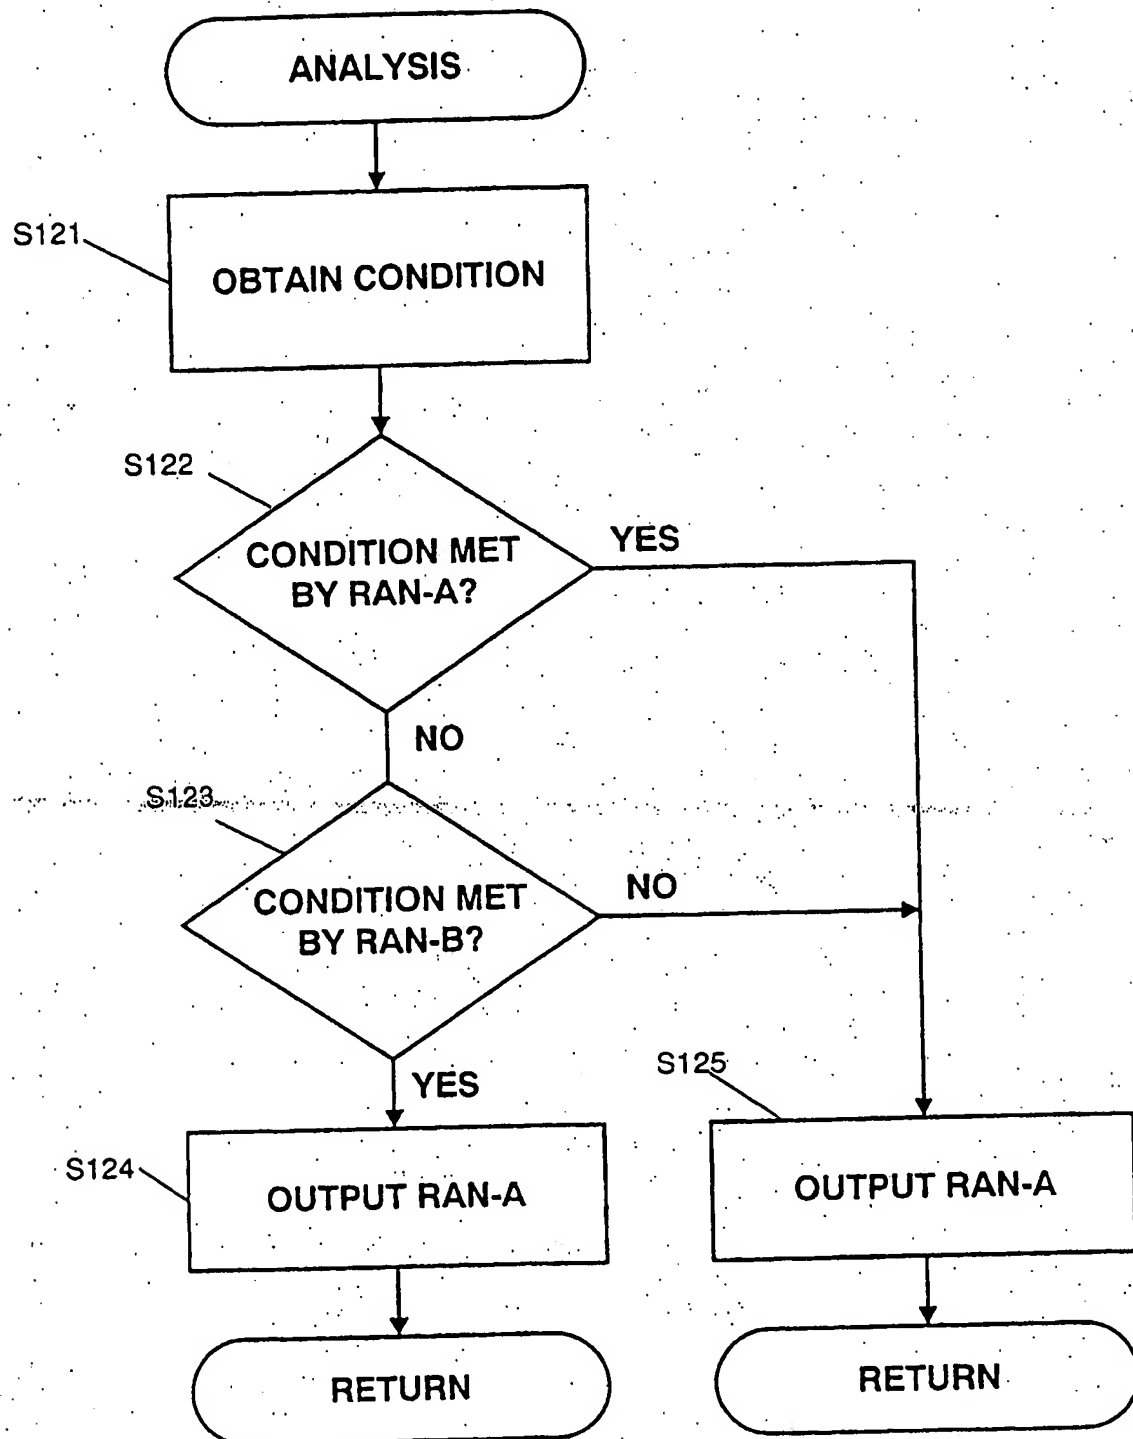 ANALYSIS
S121
OBTAIN CONDITION
S122
CONDITION MET
BY RAN-A?
YES
NO
S123
CONDITION MET
BY RAN-B?
NO
YES
S124
OUTPUT RAN-A
S125
OUTPUT RAN-A
RETURN
RETURN